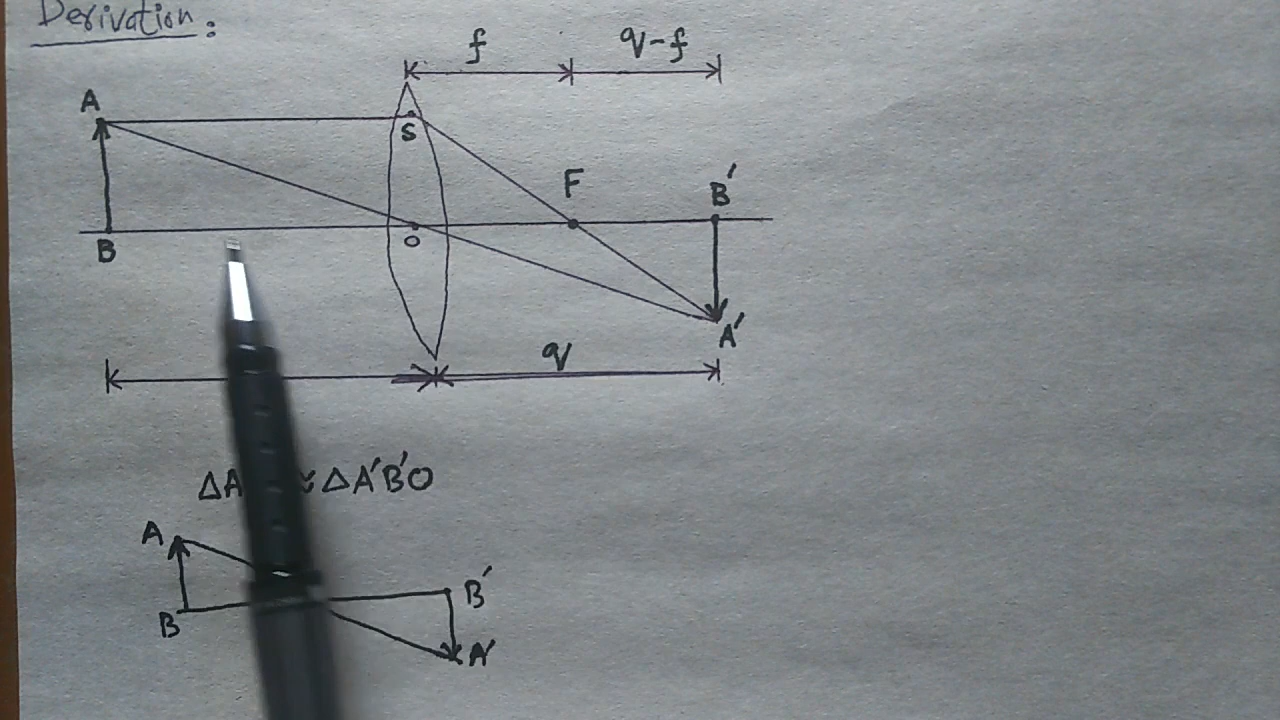 Derivation:
f q-f
A
S
F B'
B O
A'
q
ΔA ΔA'B'O
A
B'
B
A'